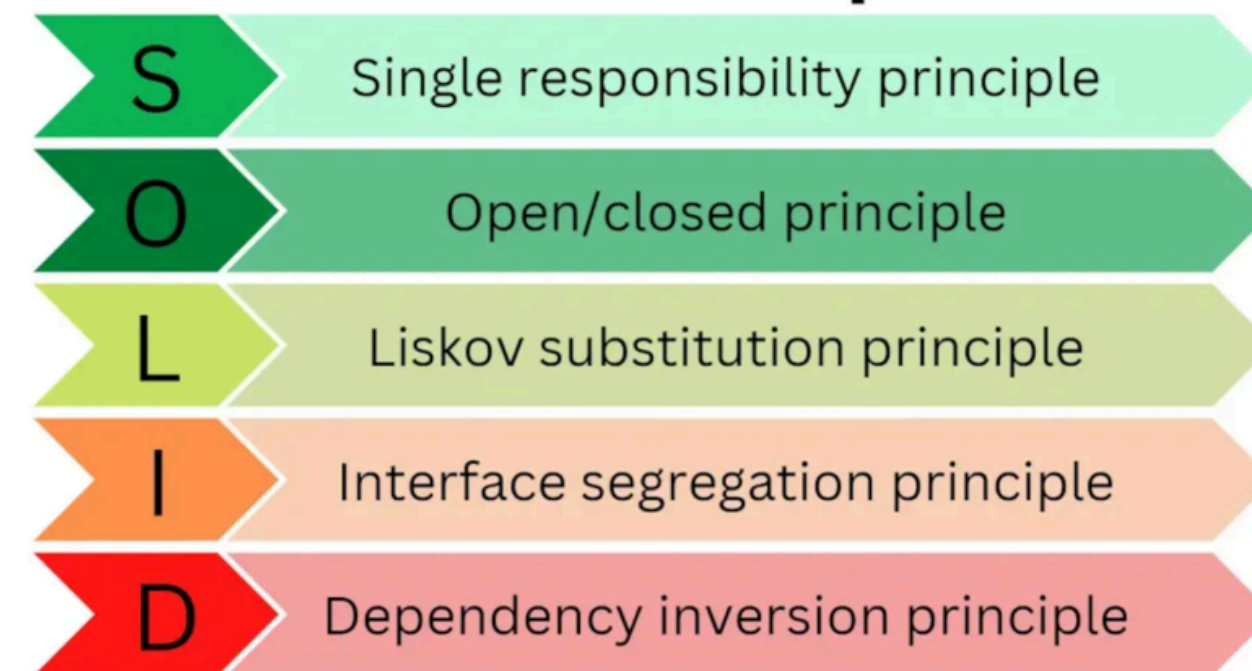 S Single responsibility principle
O Open/closed principle
L Liskov substitution principle
I Interface segregation principle
D Dependency inversion principle